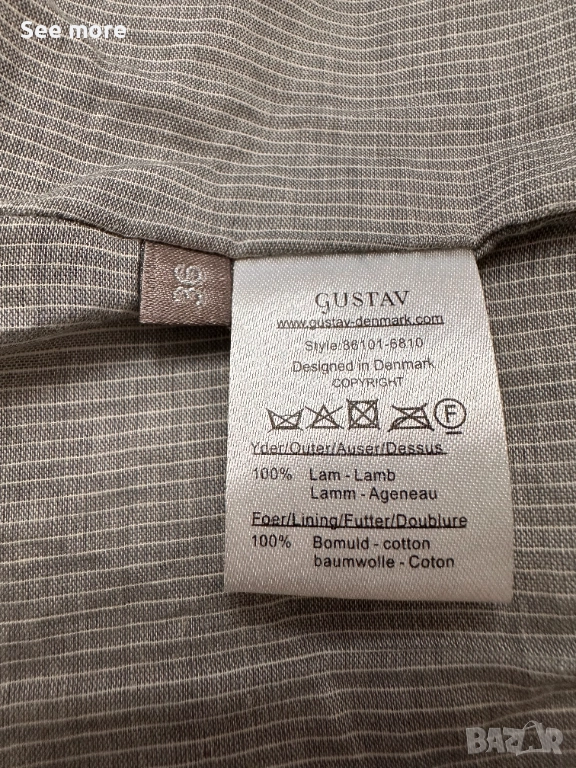 See more
36
GUSTAV
www.gustav-denmark.com
Style:36101-6810
Designed in Denmark
COPYRIGHT
F
Yder/Outer/Auser/Dessus
100% Lam - Lamb
Lamm - Ageneau
Foer/Lining/Futter/Doublure
100% Bomuld - cotton
baumwolle - Coton
BAZAR